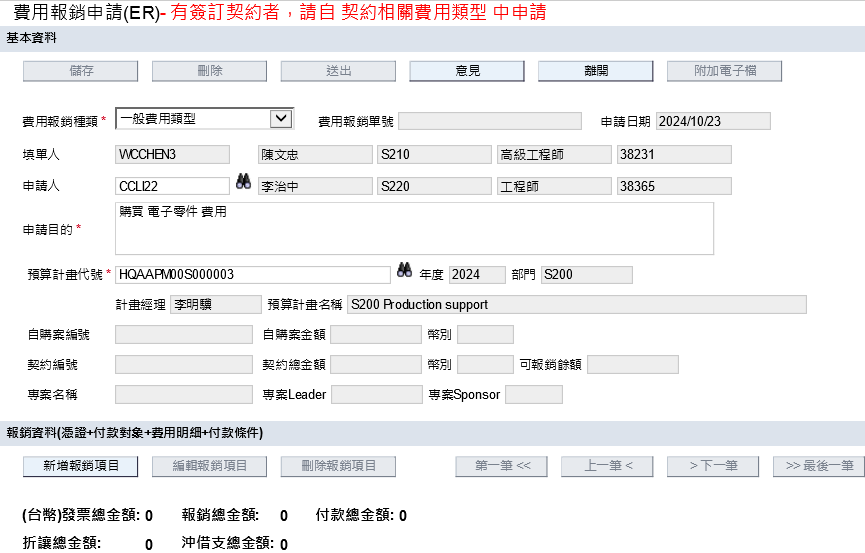 費用報銷申請(ER)- 有簽訂契約者，請自 契約相關費用類型 中申請
基本資料
儲存 刪除 送出 意見 離開 附加電子檔
費用報銷種類 * 一般費用類型 費用報銷單號 申請日期 2024/10/23
填單人 WCCHEN3 陳文忠 S210 高級工程師 38231
申請人 CCLI22 李治中 S220 工程師 38365
申請目的 * 購買 電子零件 費用
預算計畫代號 * HQAAPM00S000003 年度 2024 部門 S200
計畫經理 李明驥 預算計畫名稱 S200 Production support
自購案編號 自購案金額 幣別
契約編號 契約總金額 幣別 可報銷餘額
專案名稱 專案Leader 專案Sponsor
報銷資料(憑證+付款對象+費用明細+付款條件)
新增報銷項目 編輯報銷項目 刪除報銷項目 第一筆 << 上一筆 < > 下一筆 >> 最後一筆
(台幣)發票總金額: 0 報銷總金額: 0 付款總金額: 0
折讓總金額: 0 沖借支總金額: 0